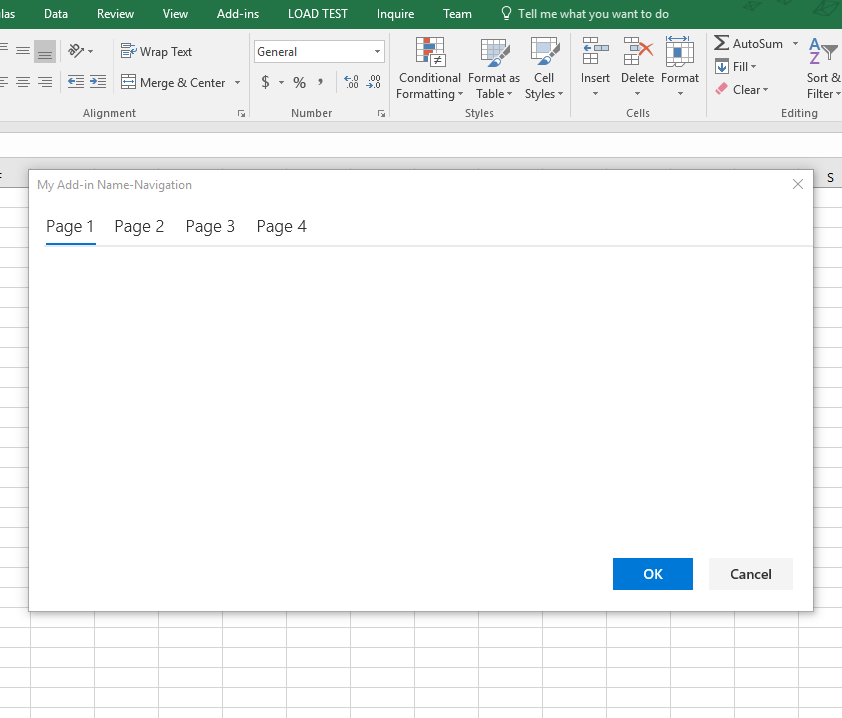 las Data Review View Add-ins LOAD TEST Inquire Team Tell me what you want to do
Wrap Text General AutoSum
Merge & Center $ % , .00 .00 Conditional Formatting Format as Table Cell Styles Insert Delete Format Fill Sort & Filter
Clear
Alignment Number Styles Cells Editing
S
My Add-in Name-Navigation
Page 1 Page 2 Page 3 Page 4
OK Cancel